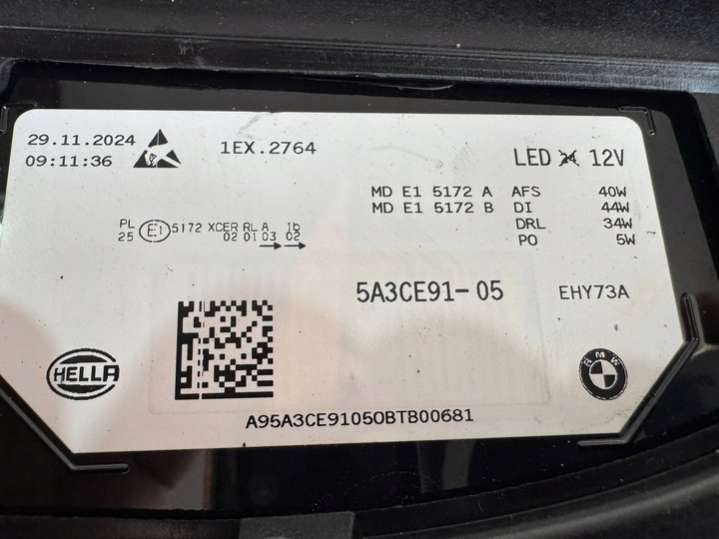 29.11.2024
09:11:36
1EX.2764
LED 24 12V
MD E1 5172 A AFS 40W
MD E1 5172 B DI 44W
DRL 34W
PO 5W
PL
25 E1 5172 XCER RL A 1b
02 01 03 02
5A3CE91-05 EHY73A
HELLA
BMW
A95A3CE9105OBTB00681